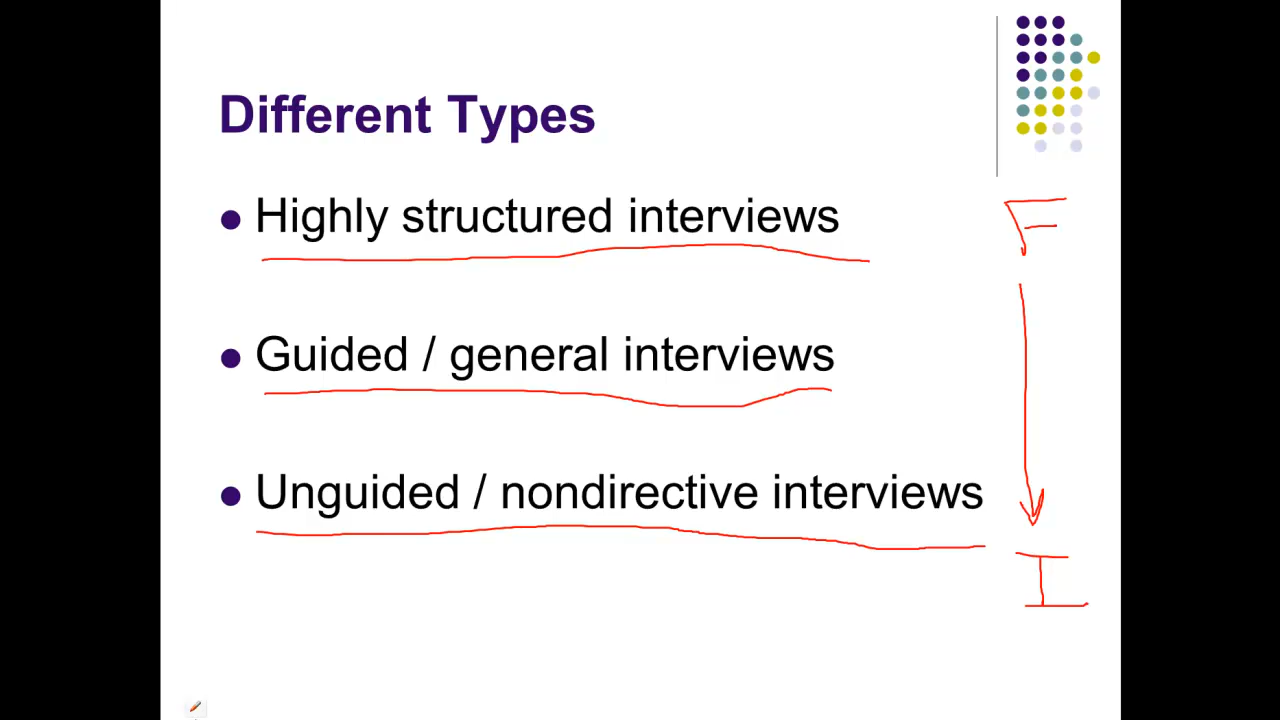 Different Types
Highly structured interviews
F
Guided / general interviews
Unguided / nondirective interviews
I